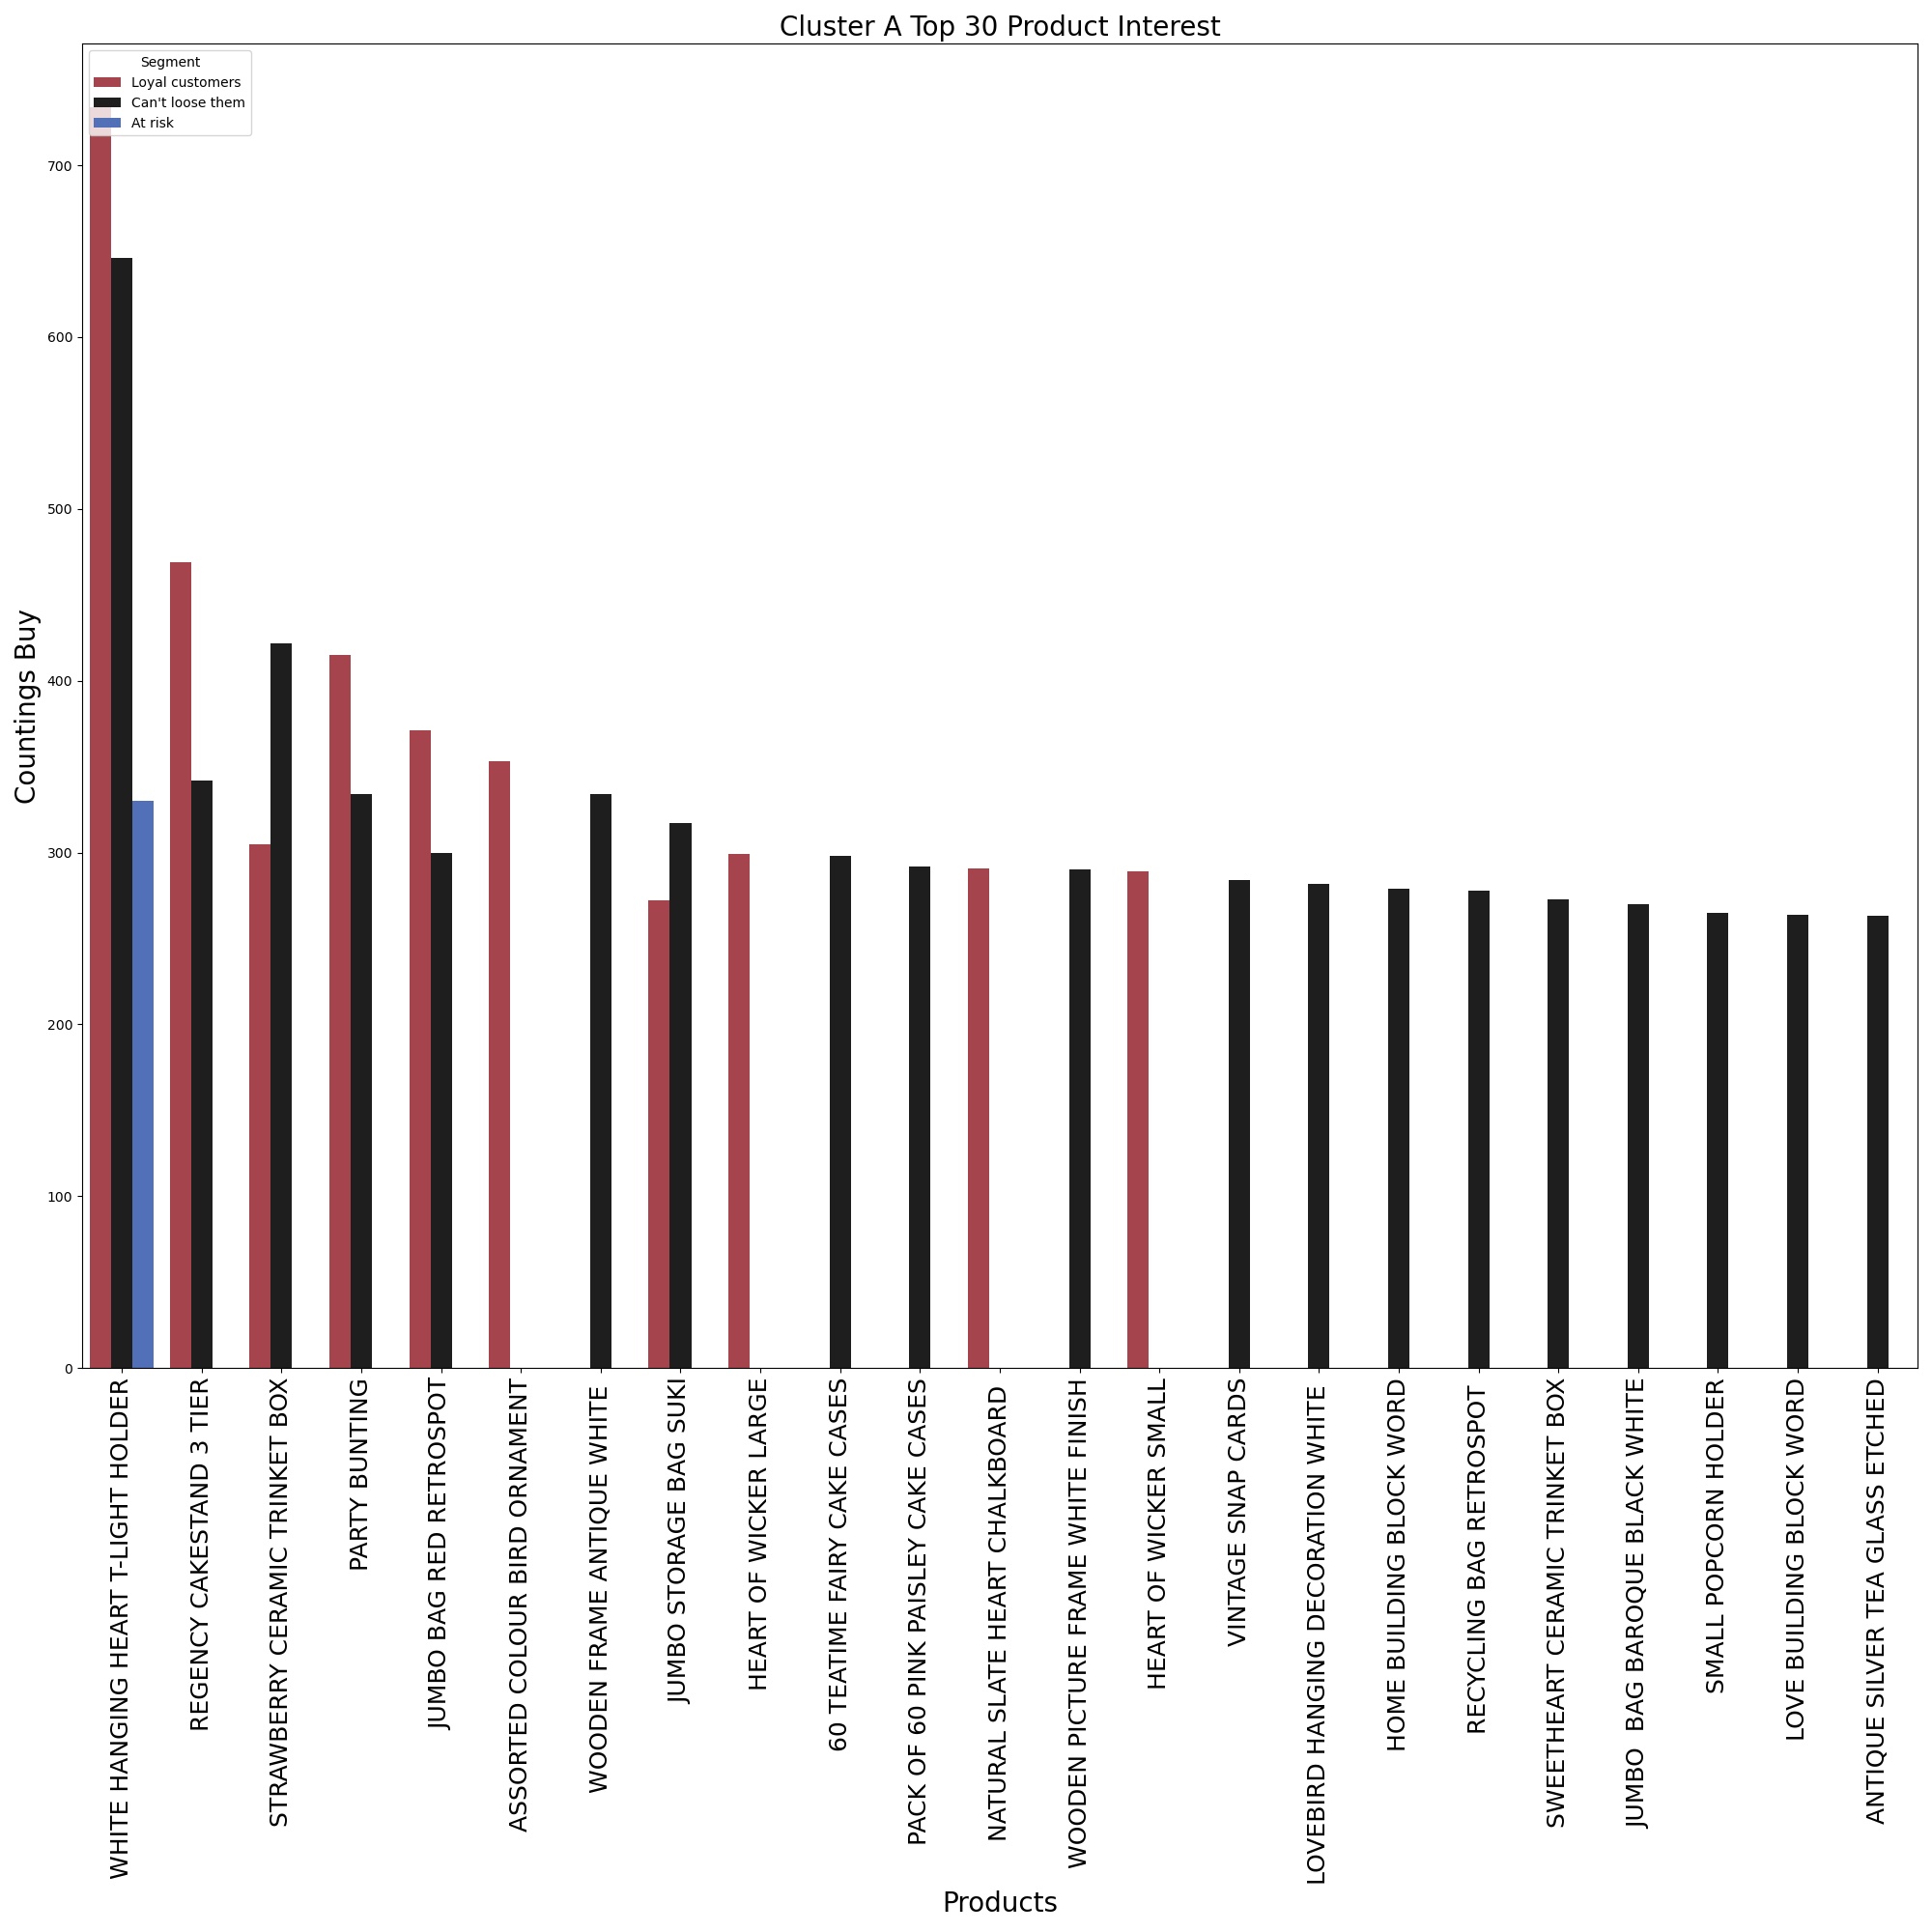 Cluster A Top 30 Product Interest
Segment
Loyal customers
Can't loose them
At risk
Countings Buy
700
600
500
400
300
200
100
0
WHITE HANGING HEART T-LIGHT HOLDER
REGENCY CAKESTAND 3 TIER
STRAWBERRY CERAMIC TRINKET BOX
PARTY BUNTING
JUMBO BAG RED RETROSPOT
ASSORTED COLOUR BIRD ORNAMENT
WOODEN FRAME ANTIQUE WHITE
JUMBO STORAGE BAG SUKI
HEART OF WICKER LARGE
60 TEATIME FAIRY CAKE CASES
PACK OF 60 PINK PAISLEY CAKE CASES
NATURAL SLATE HEART CHALKBOARD
WOODEN PICTURE FRAME WHITE FINISH
HEART OF WICKER SMALL
VINTAGE SNAP CARDS
LOVEBIRD HANGING DECORATION WHITE
HOME BUILDING BLOCK WORD
RECYCLING BAG RETROSPOT
SWEETHEART CERAMIC TRINKET BOX
JUMBO  BAG BAROQUE BLACK WHITE
SMALL POPCORN HOLDER
LOVE BUILDING BLOCK WORD
ANTIQUE SILVER TEA GLASS ETCHED
Products